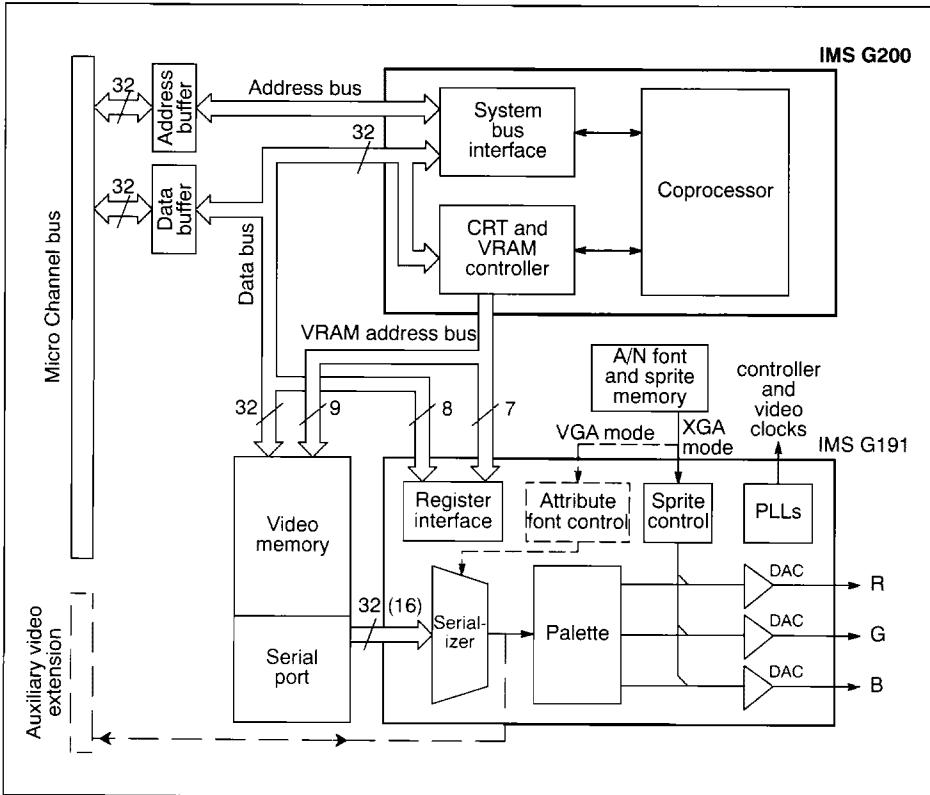 IMS G200
32
Address
buffer
Address bus
System
bus
interface
Coprocessor
32
32
Data
buffer
CRT and
VRAM
controller
Micro Channel bus
Data bus
VRAM address bus
A/N font
and sprite
memory
controller
and
video
clocks
32
9
8
7
VGA mode
XGA
mode
IMS G191
Video
memory
Register
interface
Attribute
font control
Sprite
control
PLLs
32 (16)
Serial-
izer
Palette
DAC
R
DAC
G
DAC
B
Serial
port
Auxiliary video
extension